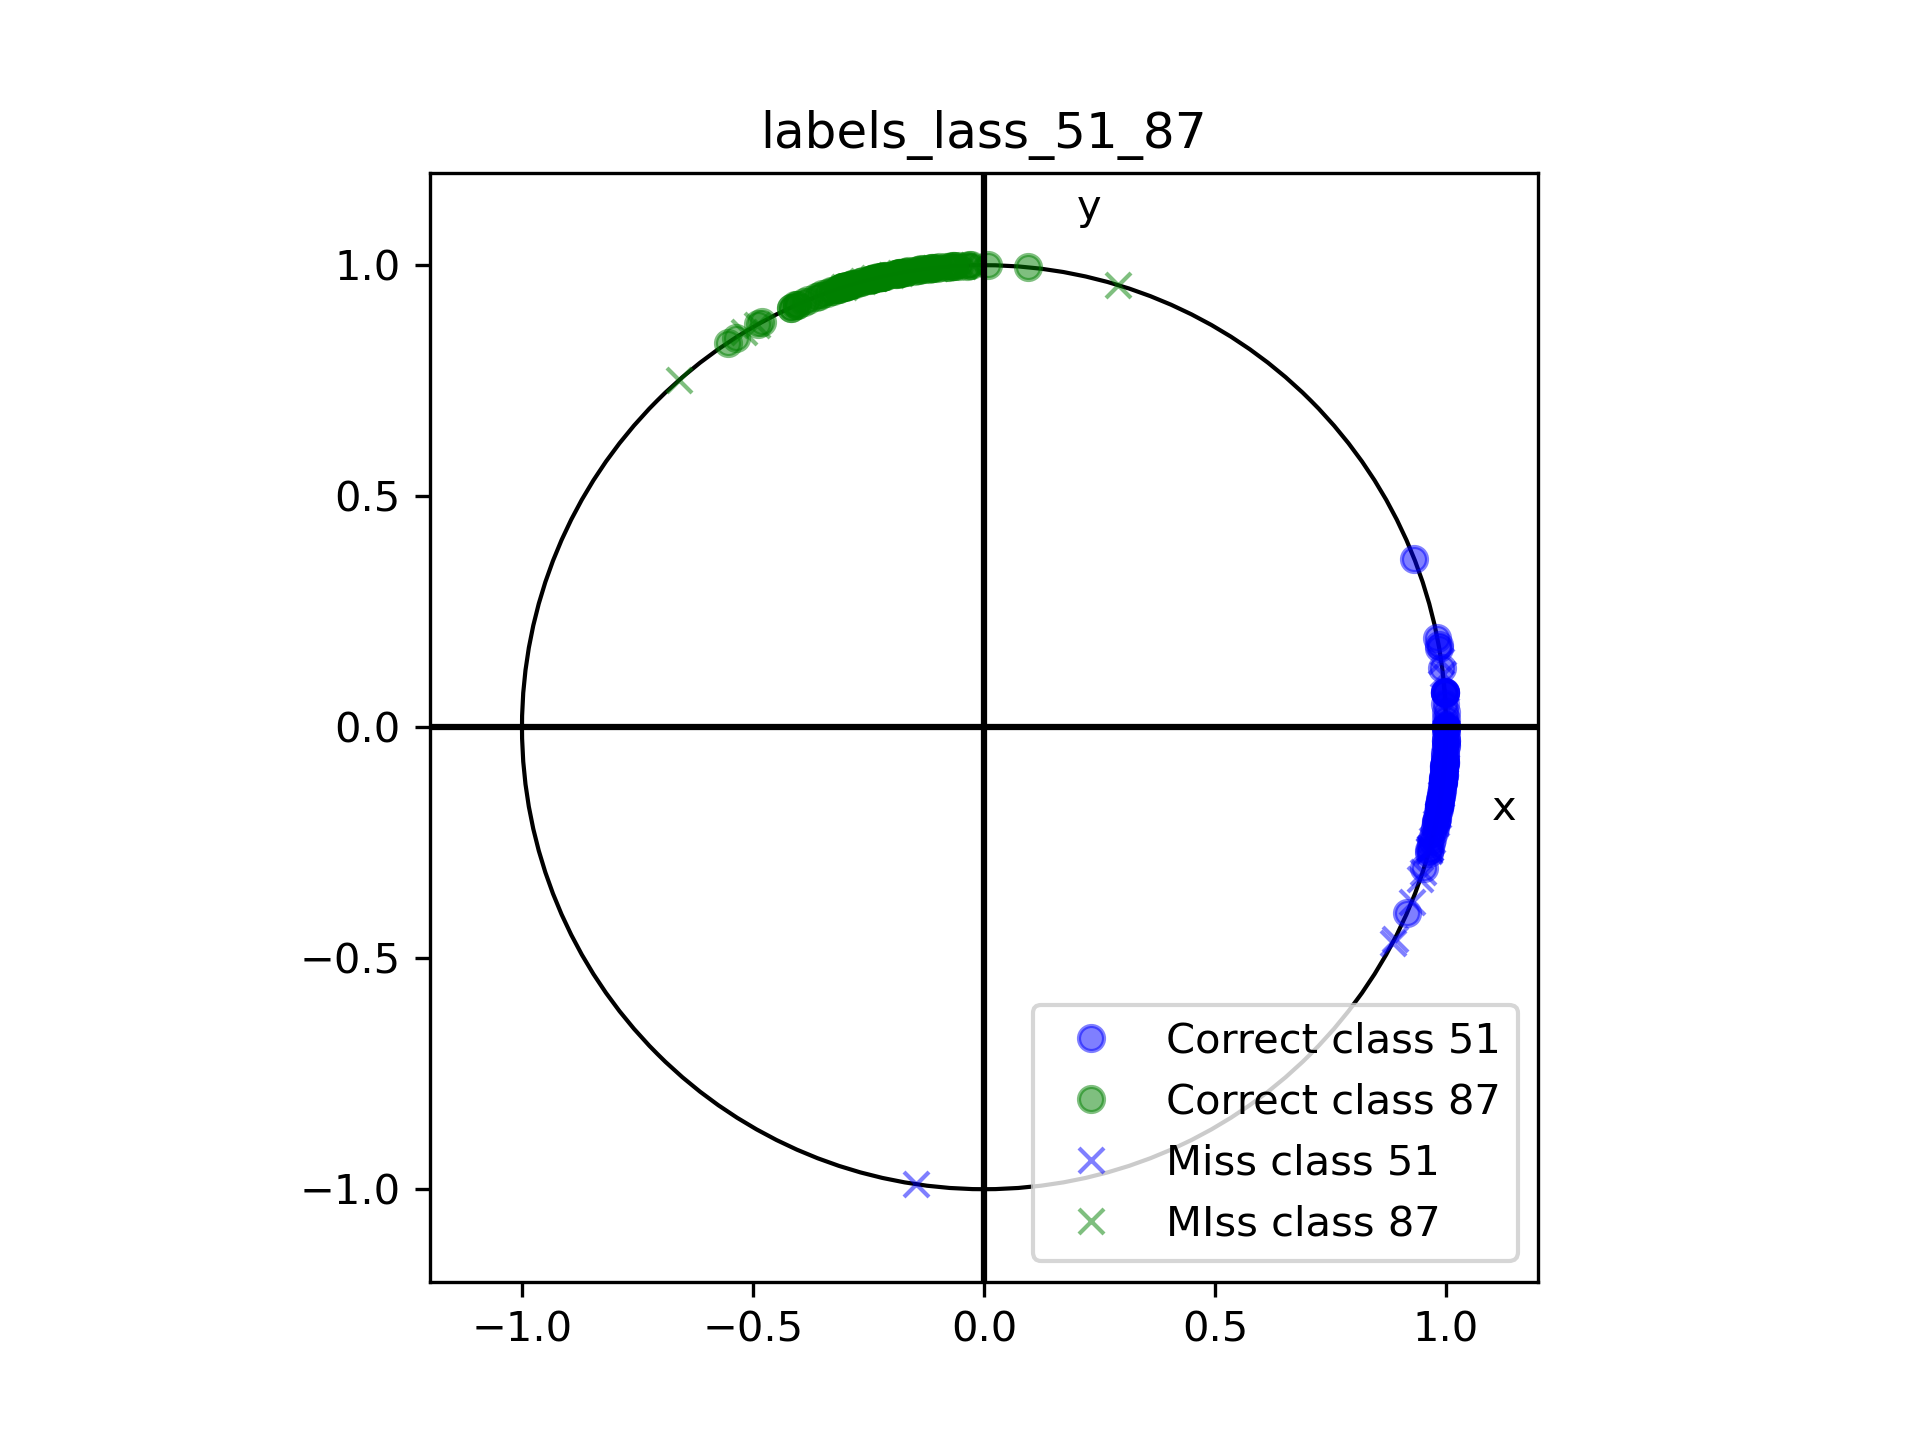 labels_lass_51_87
y
1.0
0.5
0.0
x
−0.5
−1.0
Correct class 51
Correct class 87
Miss class 51
MIss class 87
−1.0 −0.5 0.0 0.5 1.0